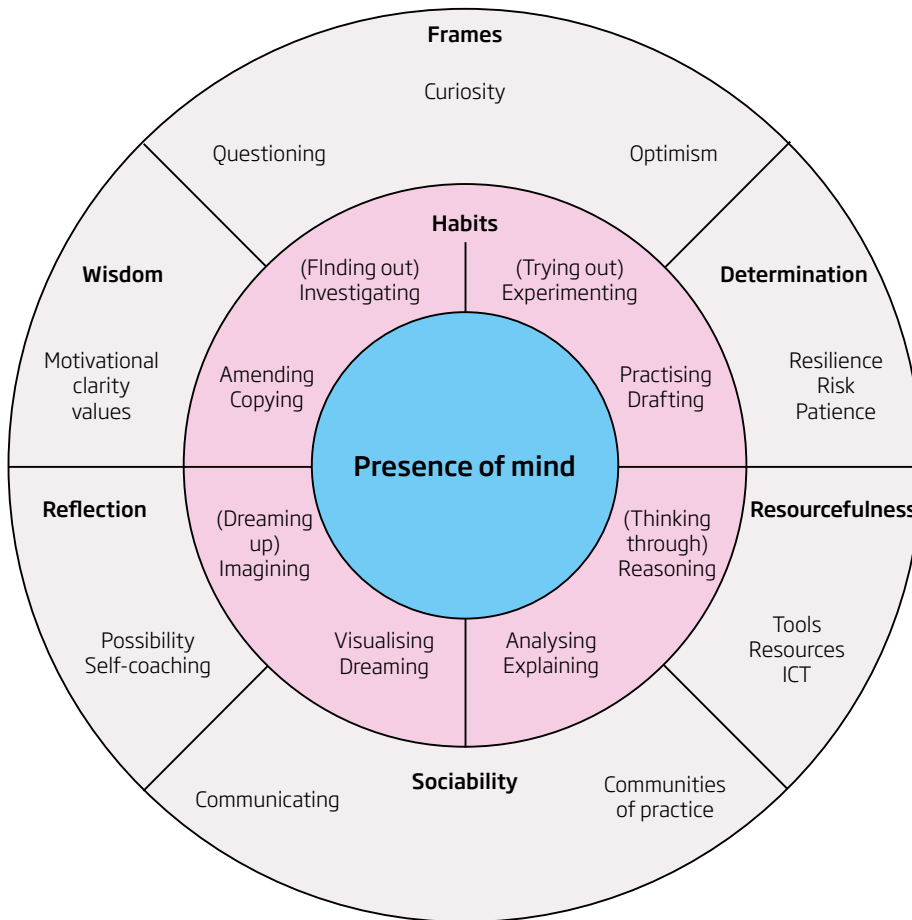 Frames
Curiosity
Questioning
Optimism
Habits
(FInding out)
Investigating
(Trying out)
Experimenting
Wisdom
Determination
Motivational
clarity
values
Amending
Copying
Practising
Drafting
Resilience
Risk
Patience
Presence of mind
Reflection
(Dreaming
up)
Imagining
(Thinking
through)
Reasoning
Resourcefulness
Possibility
Self-coaching
Visualising
Dreaming
Analysing
Explaining
Tools
Resources
ICT
Communicating
Sociability
Communities
of practice